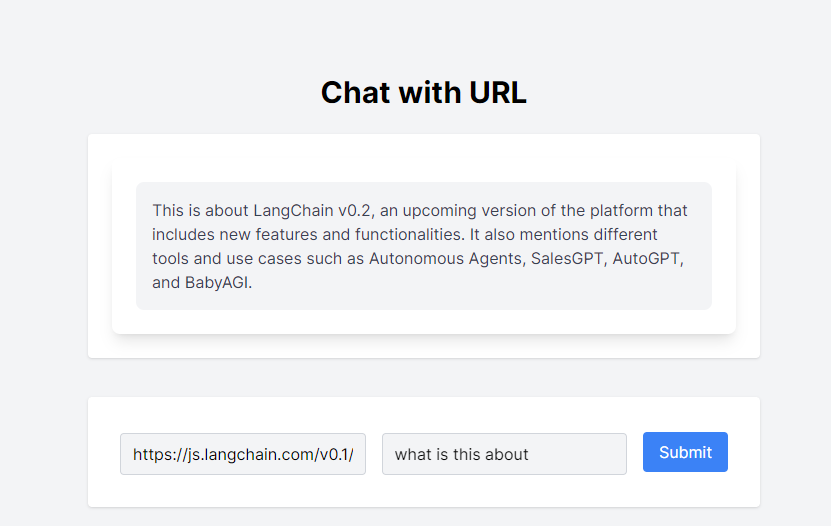 Chat with URL
This is about LangChain v0.2, an upcoming version of the platform that
includes new features and functionalities. It also mentions different
tools and use cases such as Autonomous Agents, SalesGPT, AutoGPT,
and BabyAGI.
https://js.langchain.com/v0.1/
what is this about
Submit